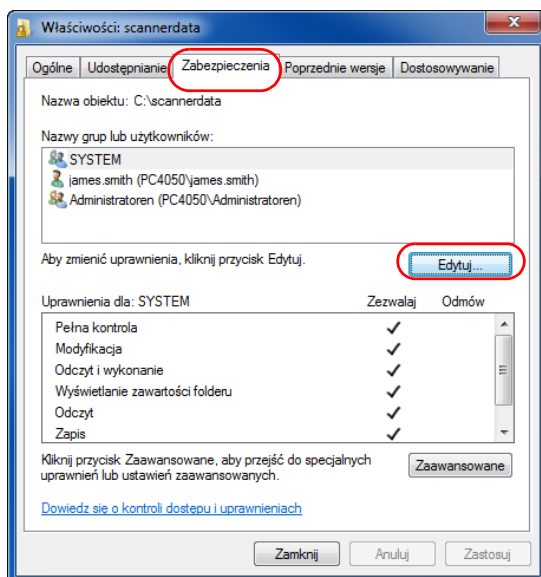 Właściwości: scannerdata
Ogólne Udostępnianie Zabezpieczenia Poprzednie wersje Dostosowywanie
Nazwa obiektu: C:\scannerdata
Nazwy grup lub użytkowników:
SYSTEM
james.smith (PC4050\james.smith)
Administratoren (PC4050\Administratoren)
Aby zmienić uprawnienia, kliknij przycisk Edytuj.
Edytuj...
Uprawnienia dla: SYSTEM Zezwalaj Odmów
Pełna kontrola
Modyfikacja
Odczyt i wykonanie
Wyświetlanie zawartości folderu
Odczyt
Zapis
Kliknij przycisk Zaawansowane, aby przejść do specjalnych
uprawnień lub ustawień zaawansowanych.
Zaawansowane
Dowiedz się o kontroli dostępu i uprawnieniach
Zamknij Anuluj Zastosuj